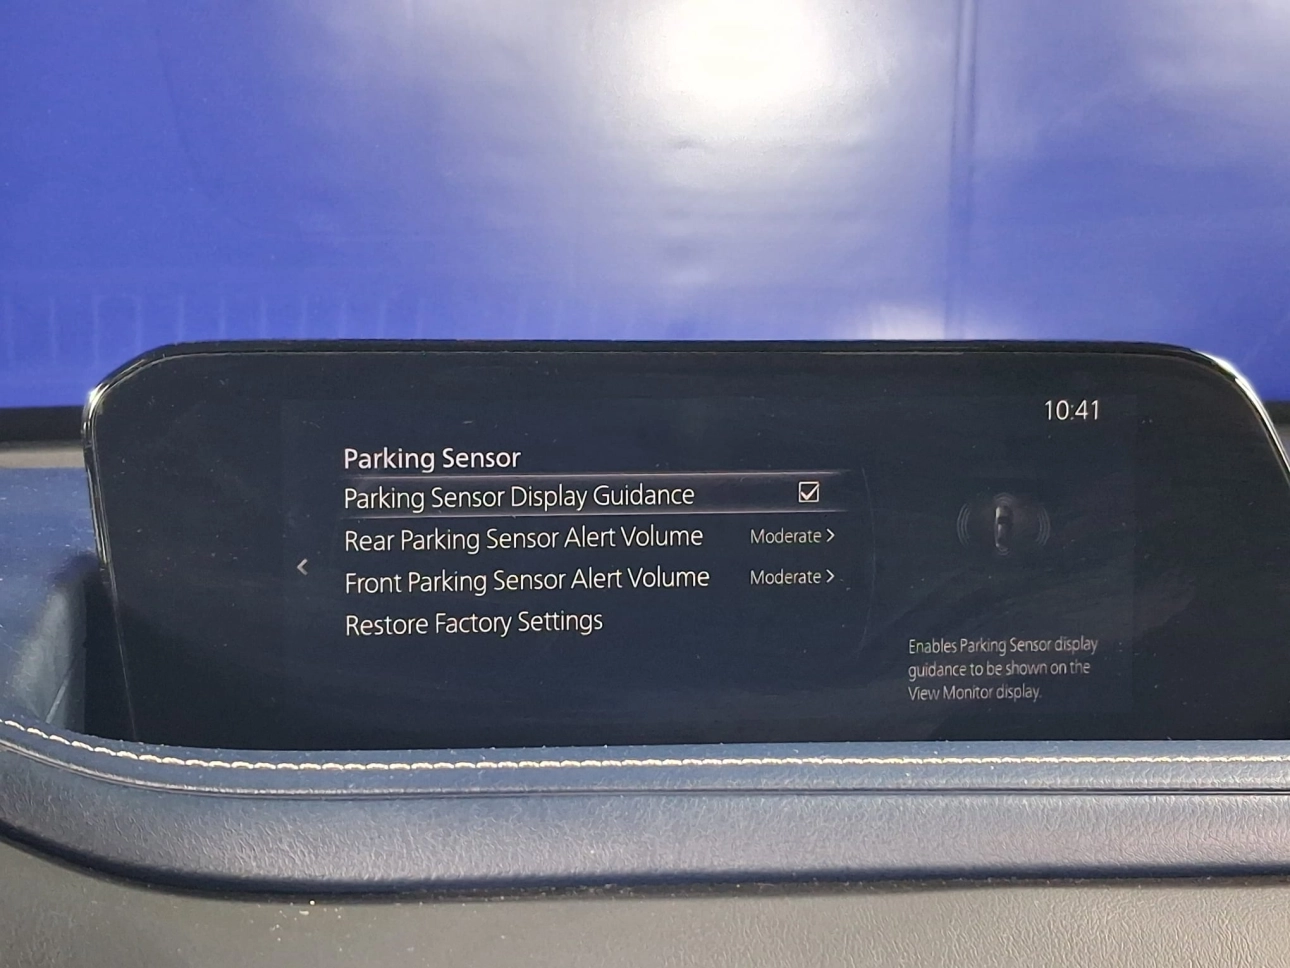 10:41
Parking Sensor
Parking Sensor Display Guidance
Rear Parking Sensor Alert Volume Moderate >
Front Parking Sensor Alert Volume Moderate >
Restore Factory Settings
Enables Parking Sensor display
guidance to be shown on the
View Monitor display.